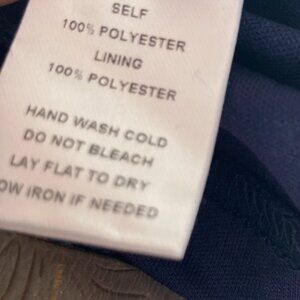 SELF
100% POLYESTER
LINING
100% POLYESTER
HAND WASH COLD
DO NOT BLEACH
LAY FLAT TO DRY
OW IRON IF NEEDED